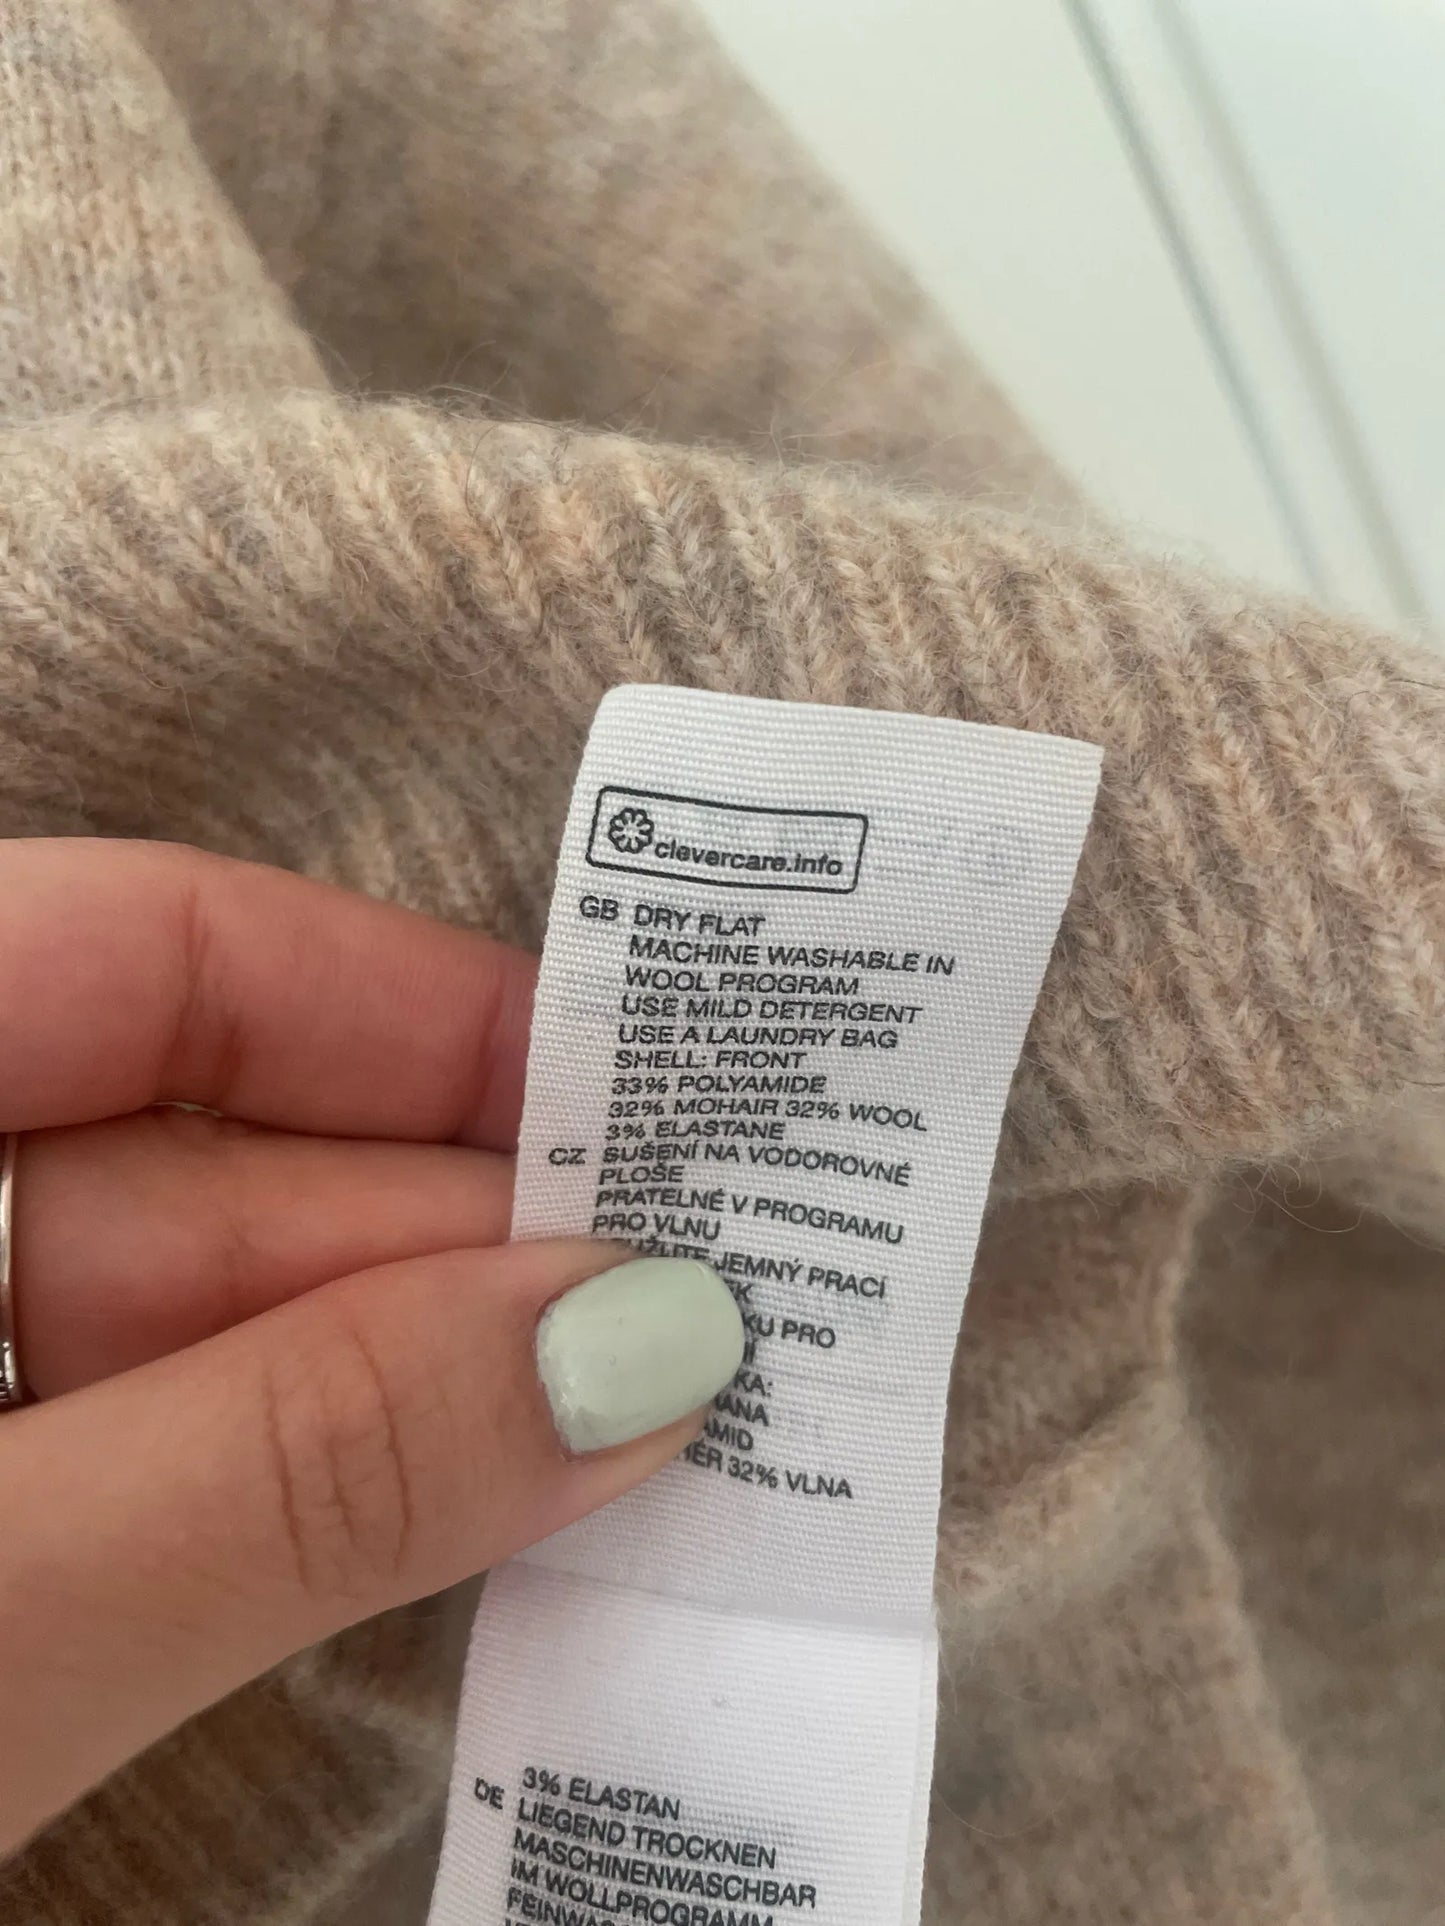 clevercare.info
GB DRY FLAT
MACHINE WASHABLE IN
WOOL PROGRAM
USE MILD DETERGENT
USE A LAUNDRY BAG
SHELL: FRONT
33% POLYAMIDE
32% MOHAIR 32% WOOL
3% ELASTANE
CZ SUŠENÍ NA VODOROVNÉ
PLOŠE
PRATELNÉ V PROGRAMU
PRO VLNU
JEMNÝ PRACÍ
PRO
32% VLNA
3% ELASTAN
DE LIEGEND TROCKNEN
MASCHINENWASCHBAR
IM WOLLPROGRAMM